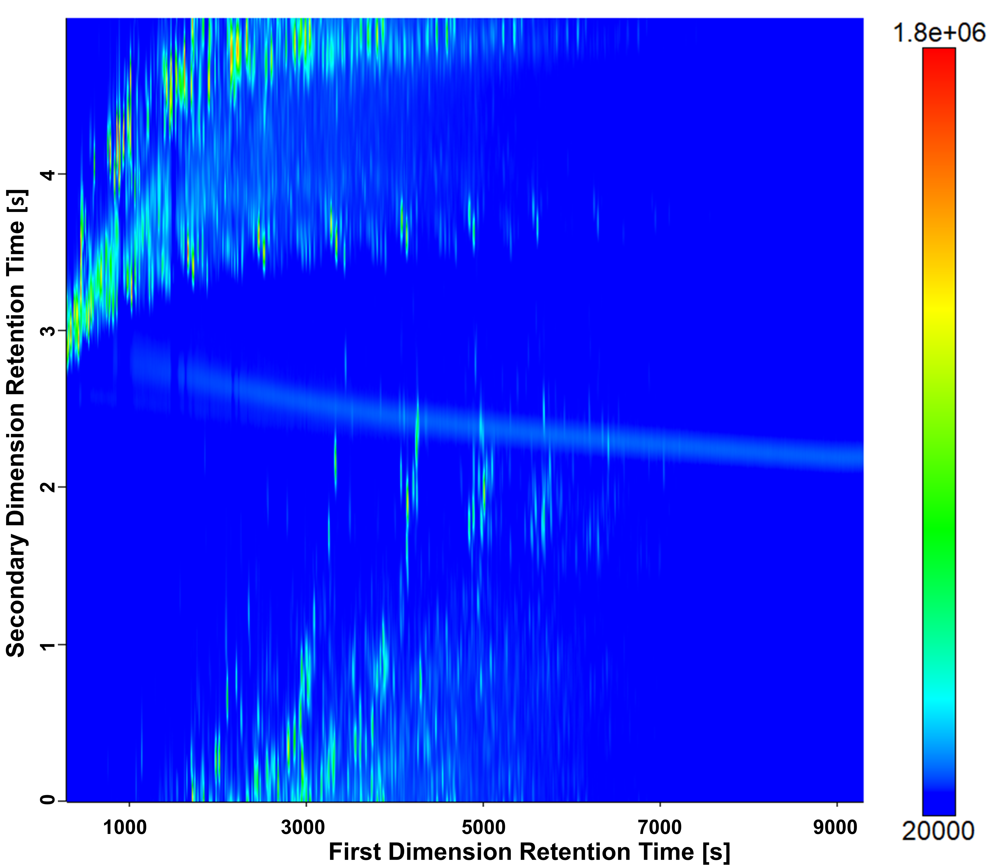 1.8e+06
Secondary Dimension Retention Time [s]
4
3
2
1
0
1000 3000 5000 7000 9000
First Dimension Retention Time [s]
20000